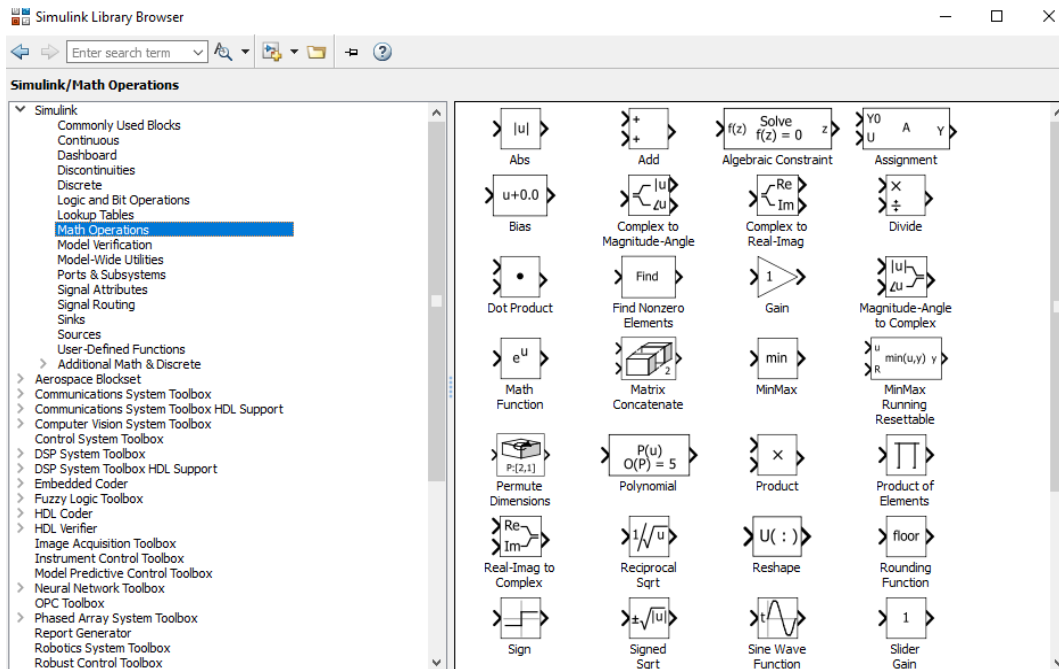 Simulink Library Browser
Enter search term
Simulink/Math Operations
Simulink
Commonly Used Blocks
Continuous
Dashboard
Discontinuities
Discrete
Logic and Bit Operations
Lookup Tables
Math Operations
Model Verification
Model-Wide Utilities
Ports & Subsystems
Signal Attributes
Signal Routing
Sinks
Sources
User-Defined Functions
Additional Math & Discrete
Aerospace Blockset
Communications System Toolbox
Communications System Toolbox HDL Support
Computer Vision System Toolbox
Control System Toolbox
DSP System Toolbox
DSP System Toolbox HDL Support
Embedded Coder
Fuzzy Logic Toolbox
HDL Coder
HDL Verifier
Image Acquisition Toolbox
Instrument Control Toolbox
Model Predictive Control Toolbox
Neural Network Toolbox
OPC Toolbox
Phased Array System Toolbox
Report Generator
Robotics System Toolbox
Robust Control Toolbox
|u|
Abs
+
+
Add
f(z) Solve f(z) = 0 z
Algebraic Constraint
Y0
U A Y
Assignment
u+0.0
Bias
|u|
∠u
Complex to
Magnitude-Angle
Re
Im
Complex to
Real-Imag
×
÷
Divide
Dot Product
Find
Find Nonzero
Elements
1
Gain
|u|
∠u
Magnitude-Angle
to Complex
e^u
Math
Function
2
Matrix
Concatenate
min
MinMax
u
R min(u,y) y
MinMax
Running
Resettable
P:[2,1]
Permute
Dimensions
P(u)
O(P) = 5
Polynomial
×
Product
∏
Product of
Elements
Re
Im
Real-Imag to
Complex
1/√u
Reciprocal
Sqrt
U( : )
Reshape
floor
Rounding
Function
Sign
±√|u|
Signed
Sqrt
t
Sine Wave
Function
1
Slider
Gain